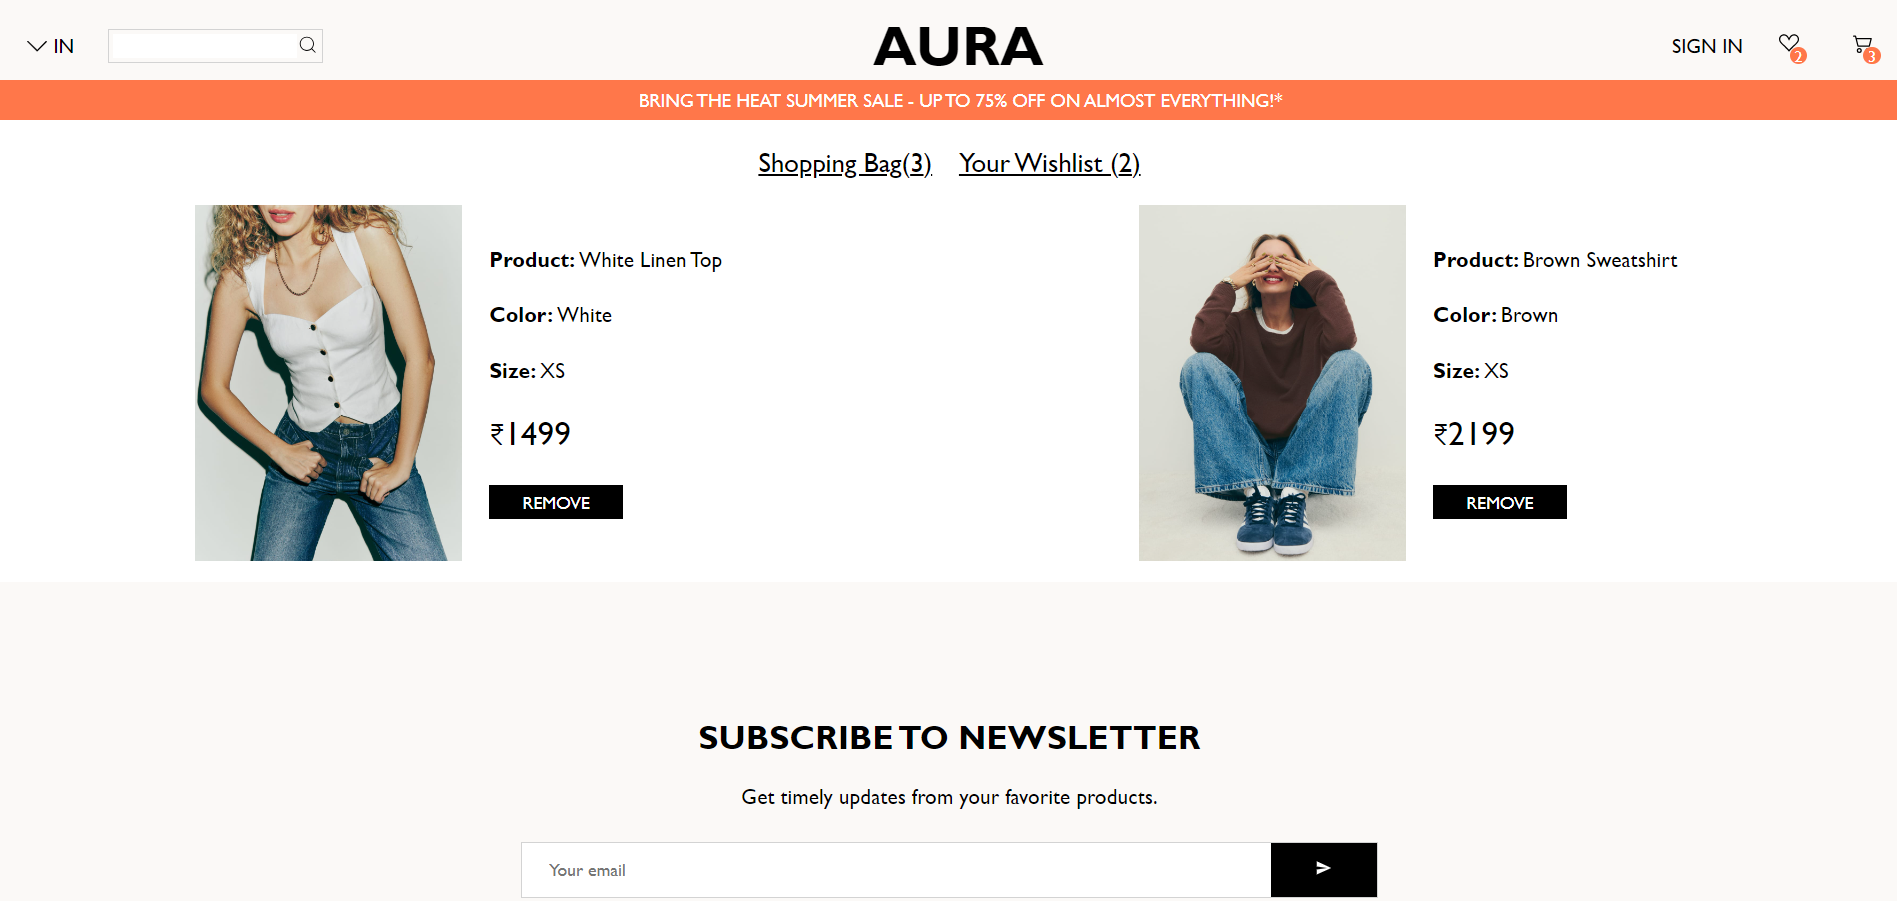 IN
AURA
SIGN IN
2
3
BRING THE HEAT SUMMER SALE - UP TO 75% OFF ON ALMOST EVERYTHING!*
Shopping Bag(3) Your Wishlist (2)
Product: White Linen Top
Color: White
Size: XS
₹1499
REMOVE
Product: Brown Sweatshirt
Color: Brown
Size: XS
₹2199
REMOVE
SUBSCRIBE TO NEWSLETTER
Get timely updates from your favorite products.
Your email